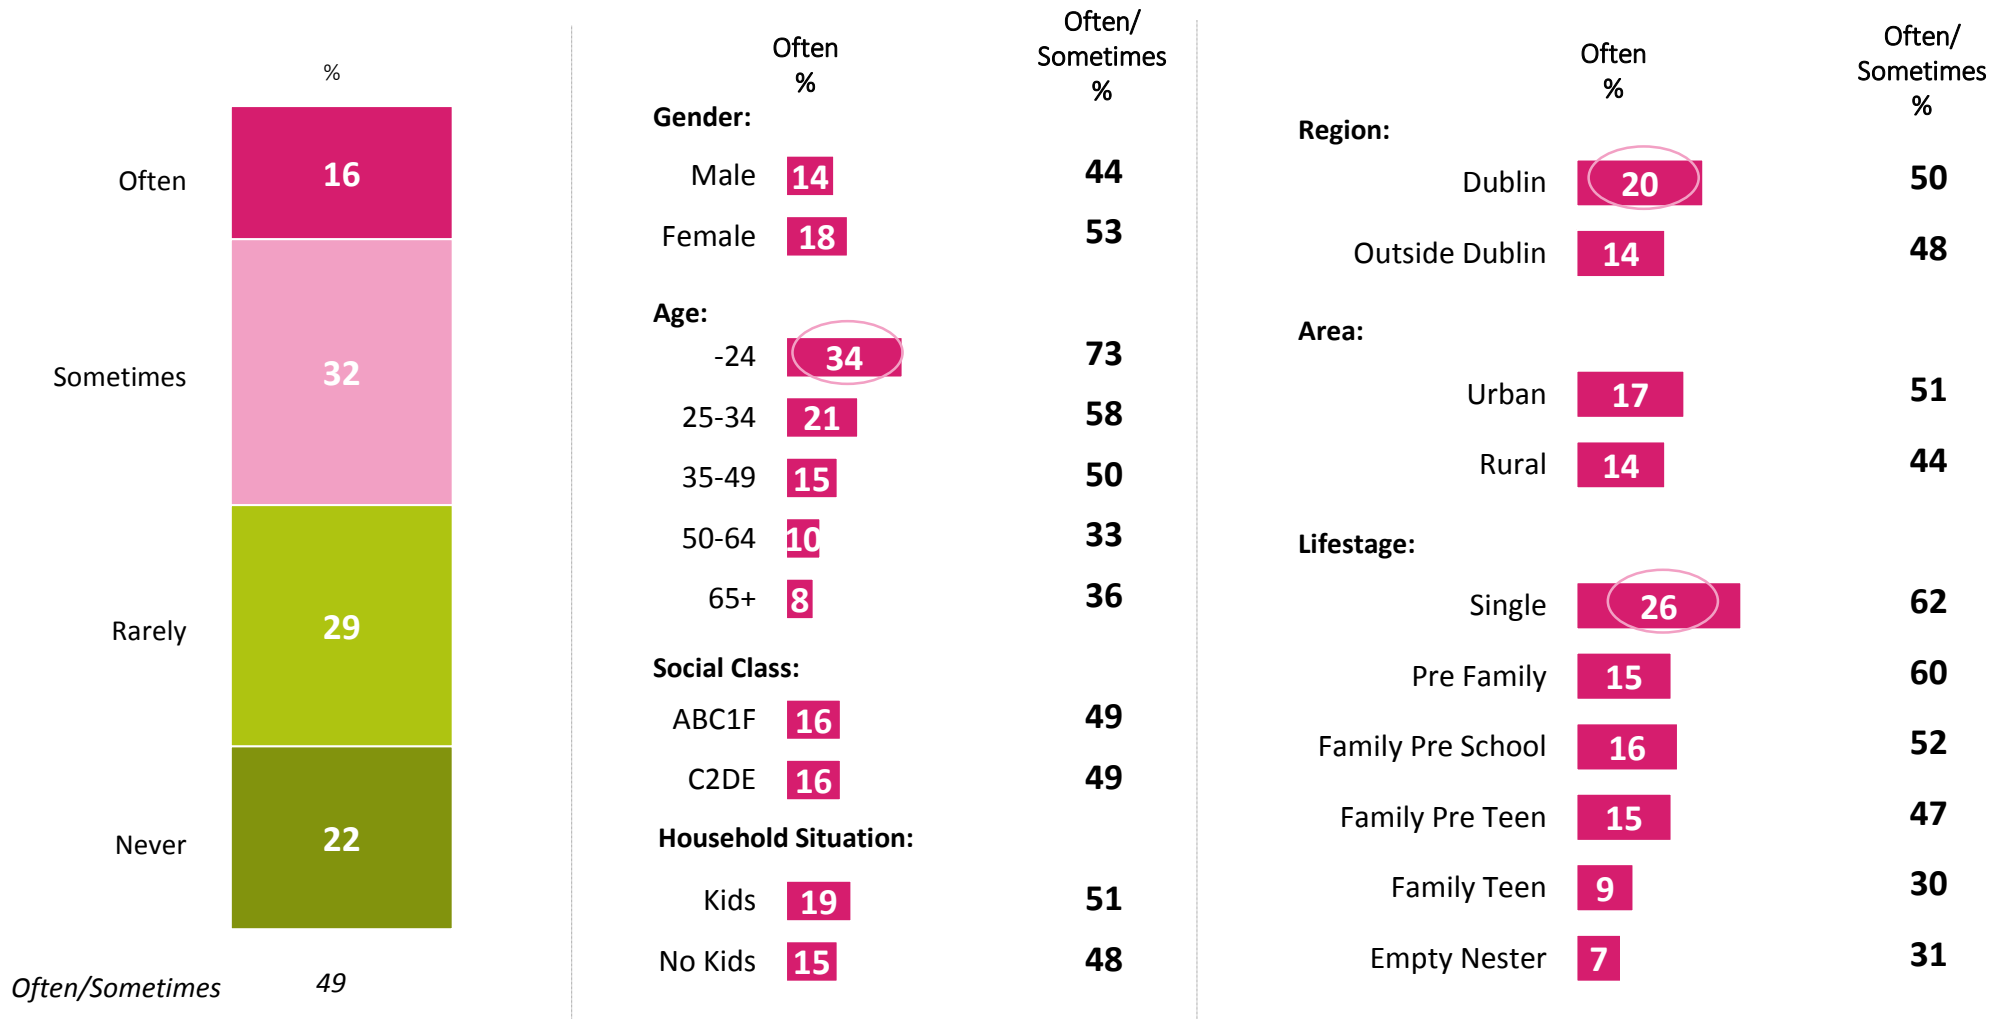 %
Often 16
Sometimes 32
Rarely 29
Never 22
Often/Sometimes 49
Often
%
Often/
Sometimes
%
Gender:
Male 14 44
Female 18 53
Age:
-24 34 73
25-34 21 58
35-49 15 50
50-64 10 33
65+ 8 36
Social Class:
ABC1F 16 49
C2DE 16 49
Household Situation:
Kids 19 51
No Kids 15 48
Often
%
Often/
Sometimes
%
Region:
Dublin 20 50
Outside Dublin 14 48
Area:
Urban 17 51
Rural 14 44
Lifestage:
Single 26 62
Pre Family 15 60
Family Pre School 16 52
Family Pre Teen 15 47
Family Teen 9 30
Empty Nester 7 31